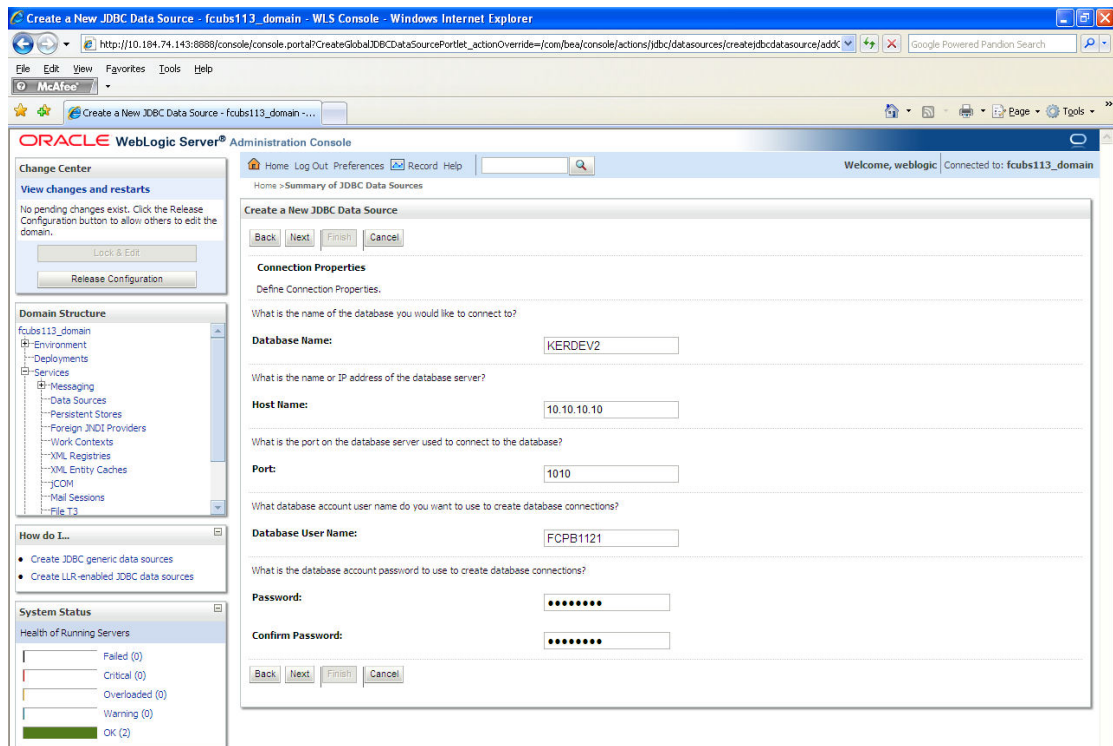 Create a New JDBC Data Source - fcubs113_domain - WLS Console - Windows Internet Explorer
http://10.184.74.143:8888/console/console.portal?CreateGlobalJDBCDataSourcePortlet_actionOverride=/com/bea/console/actions/jdbc/datasources/createjdbcdatasource/addC
Google Powered Pandion Search
File Edit View Favorites Tools Help
McAfee
Create a New JDBC Data Source - fcubs113_domain -...
Page Tools
ORACLE WebLogic Server® Administration Console
Change Center
View changes and restarts
No pending changes exist. Click the Release
Configuration button to allow others to edit the
domain.
Lock & Edit
Release Configuration
Domain Structure
fcubs113_domain
Environment
Deployments
Services
Messaging
Data Sources
Persistent Stores
Foreign JNDI Providers
Work Contexts
XML Registries
XML Entity Caches
jCOM
Mail Sessions
File T3
How do I...
Create JDBC generic data sources
Create LLR-enabled JDBC data sources
System Status
Health of Running Servers
Failed (0)
Critical (0)
Overloaded (0)
Warning (0)
OK (2)
Home Log Out Preferences Record Help
Welcome, weblogic Connected to: fcubs113_domain
Home >Summary of JDBC Data Sources
Create a New JDBC Data Source
Back Next Finish Cancel
Connection Properties
Define Connection Properties.
What is the name of the database you would like to connect to?
Database Name: KERDEV2
What is the name or IP address of the database server?
Host Name: 10.10.10.10
What is the port on the database server used to connect to the database?
Port: 1010
What database account user name do you want to use to create database connections?
Database User Name: FCPB1121
What is the database account password to use to create database connections?
Password: ••••••••
Confirm Password: ••••••••
Back Next Finish Cancel